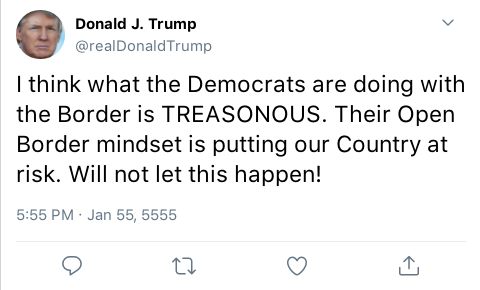 Donald J. Trump
@realDonaldTrump
I think what the Democrats are doing with
the Border is TREASONOUS. Their Open
Border mindset is putting our Country at
risk. Will not let this happen!
5:55 PM · Jan 55, 5555